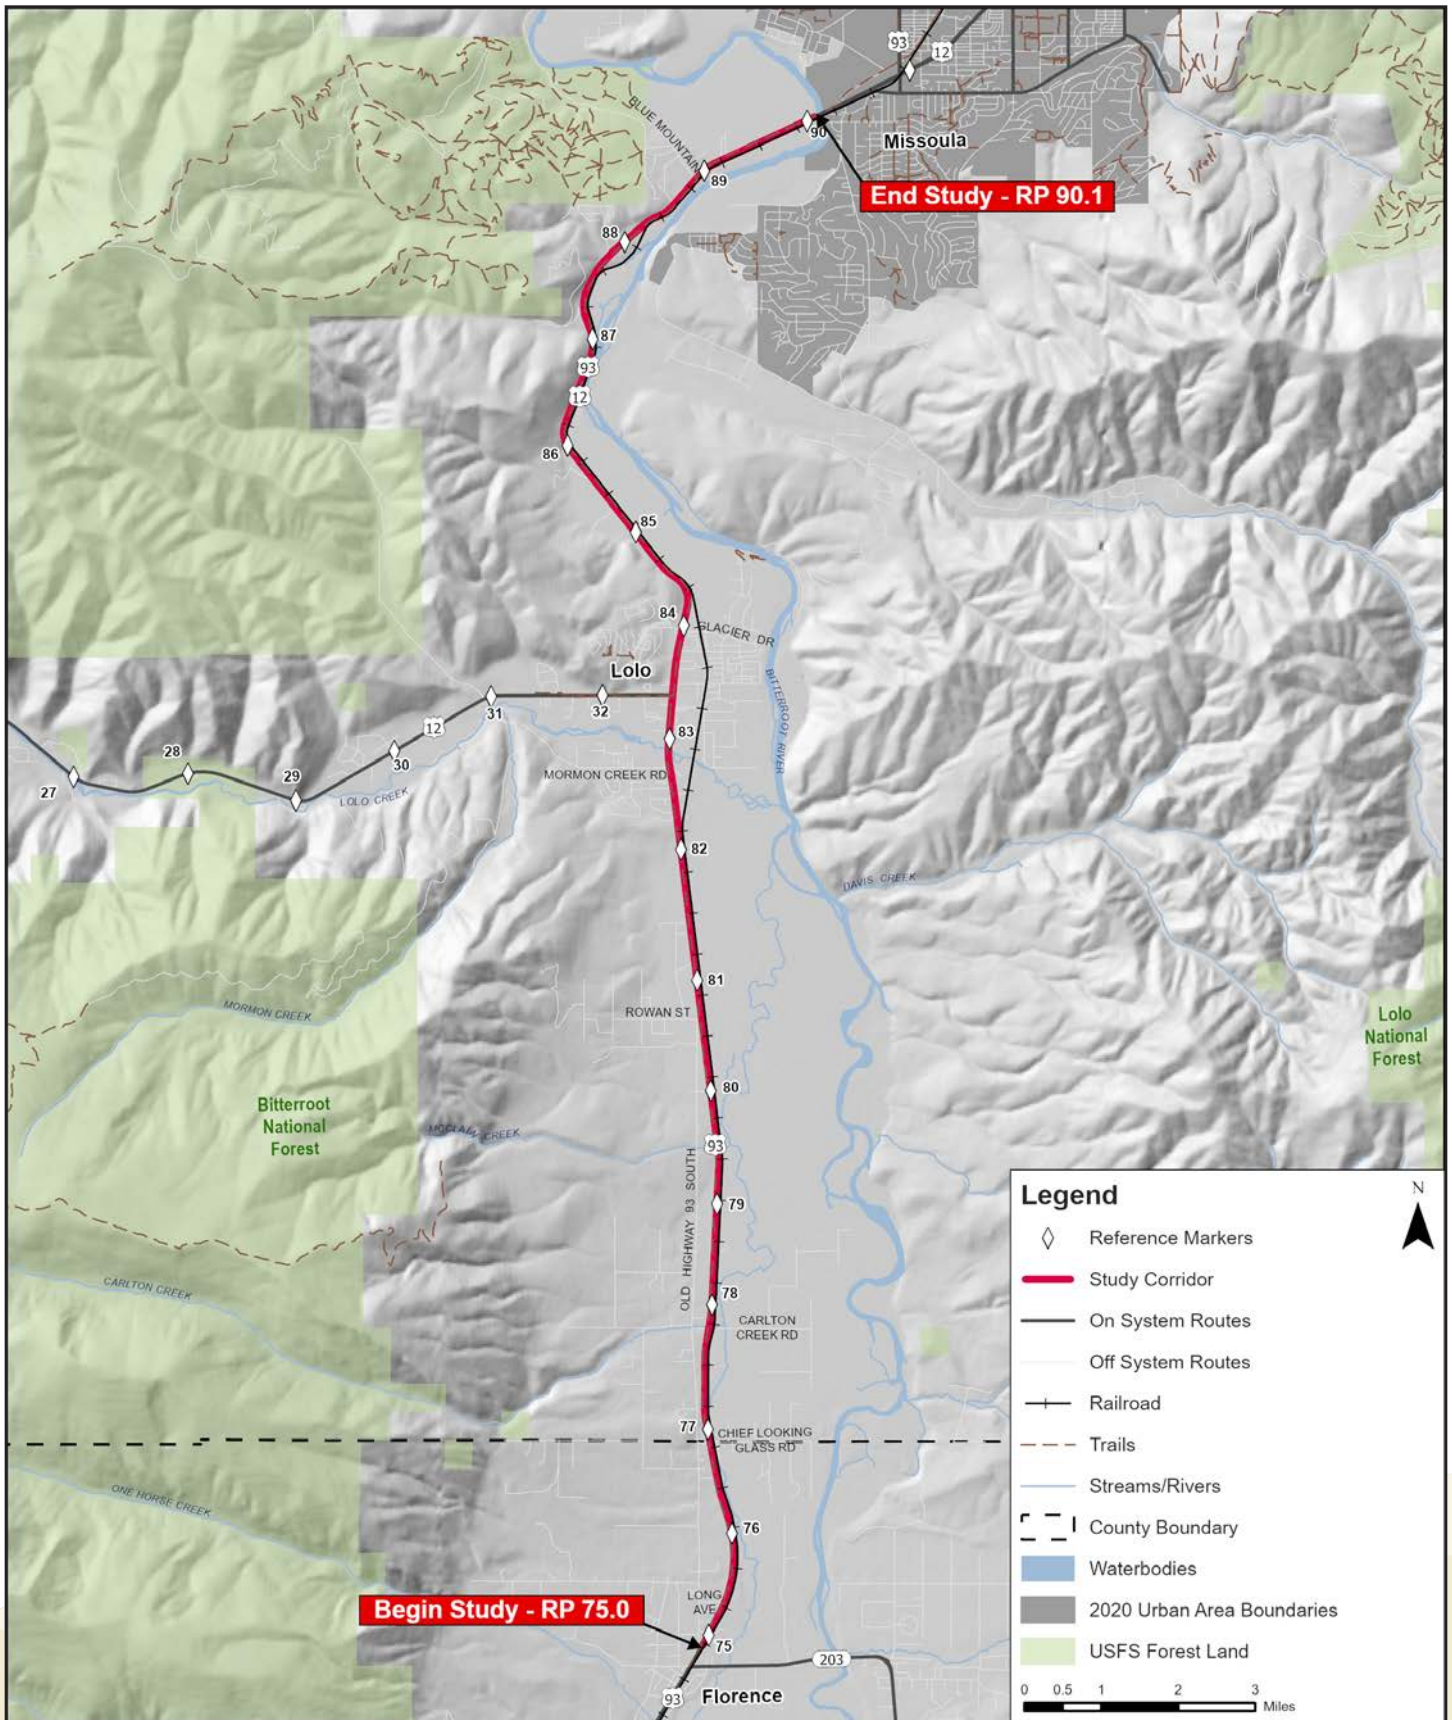 93
12
BLUE MOUNTAIN
90
Missoula
89
End Study - RP 90.1
88
87
93
12
86
85
84
GLACIER DR
Lolo
31
32
12
BITTERROOT RIVER
83
30
28
29
27
MORMON CREEK RD
LOLO CREEK
82
DAVIS CREEK
81
MORMON CREEK
ROWAN ST
Lolo
National
Forest
80
Bitterroot
National
Forest
MCCLAIN CREEK
93
OLD HIGHWAY 93 SOUTH
79
CARLTON CREEK
78
CARLTON
CREEK RD
77
CHIEF LOOKING
GLASS RD
ONE HORSE CREEK
76
LONG
AVE
Begin Study - RP 75.0
75
203
93
Florence
Legend
N
Reference Markers
Study Corridor
On System Routes
Off System Routes
Railroad
Trails
Streams/Rivers
County Boundary
Waterbodies
2020 Urban Area Boundaries
USFS Forest Land
0 0.5 1 2 3
Miles